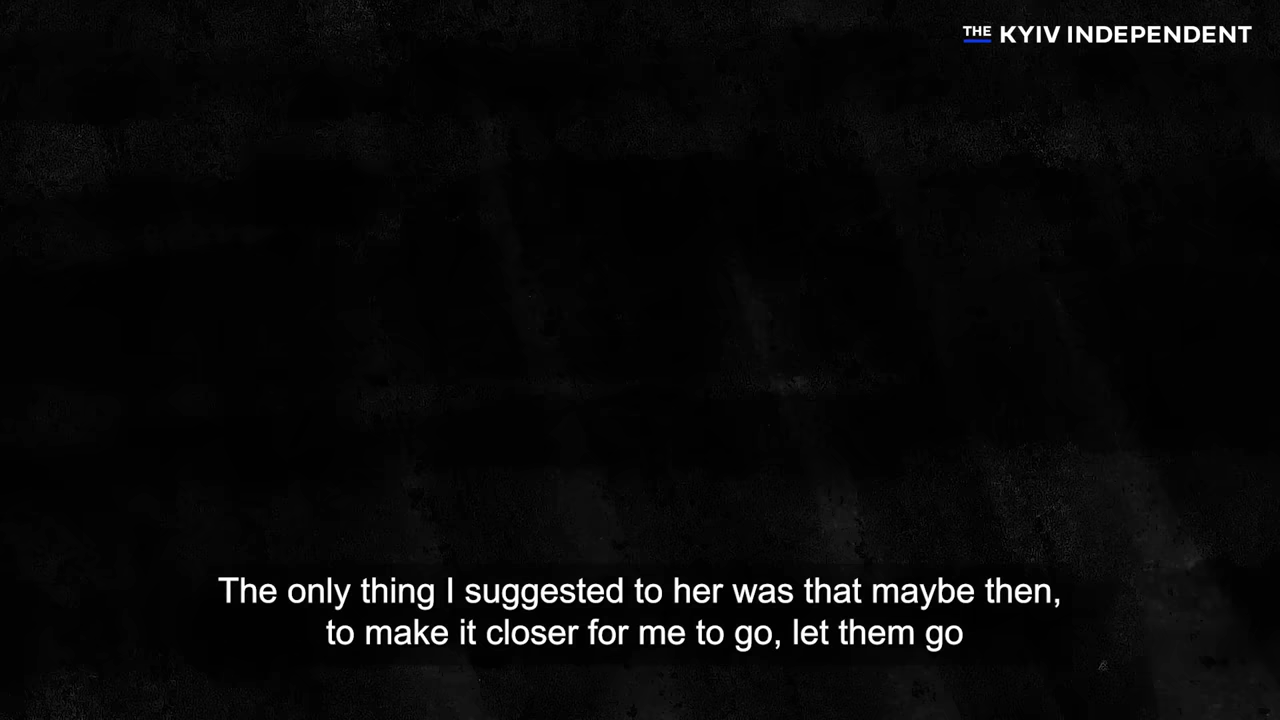 THE KYIV INDEPENDENT
The only thing I suggested to her was that maybe then,
to make it closer for me to go, let them go